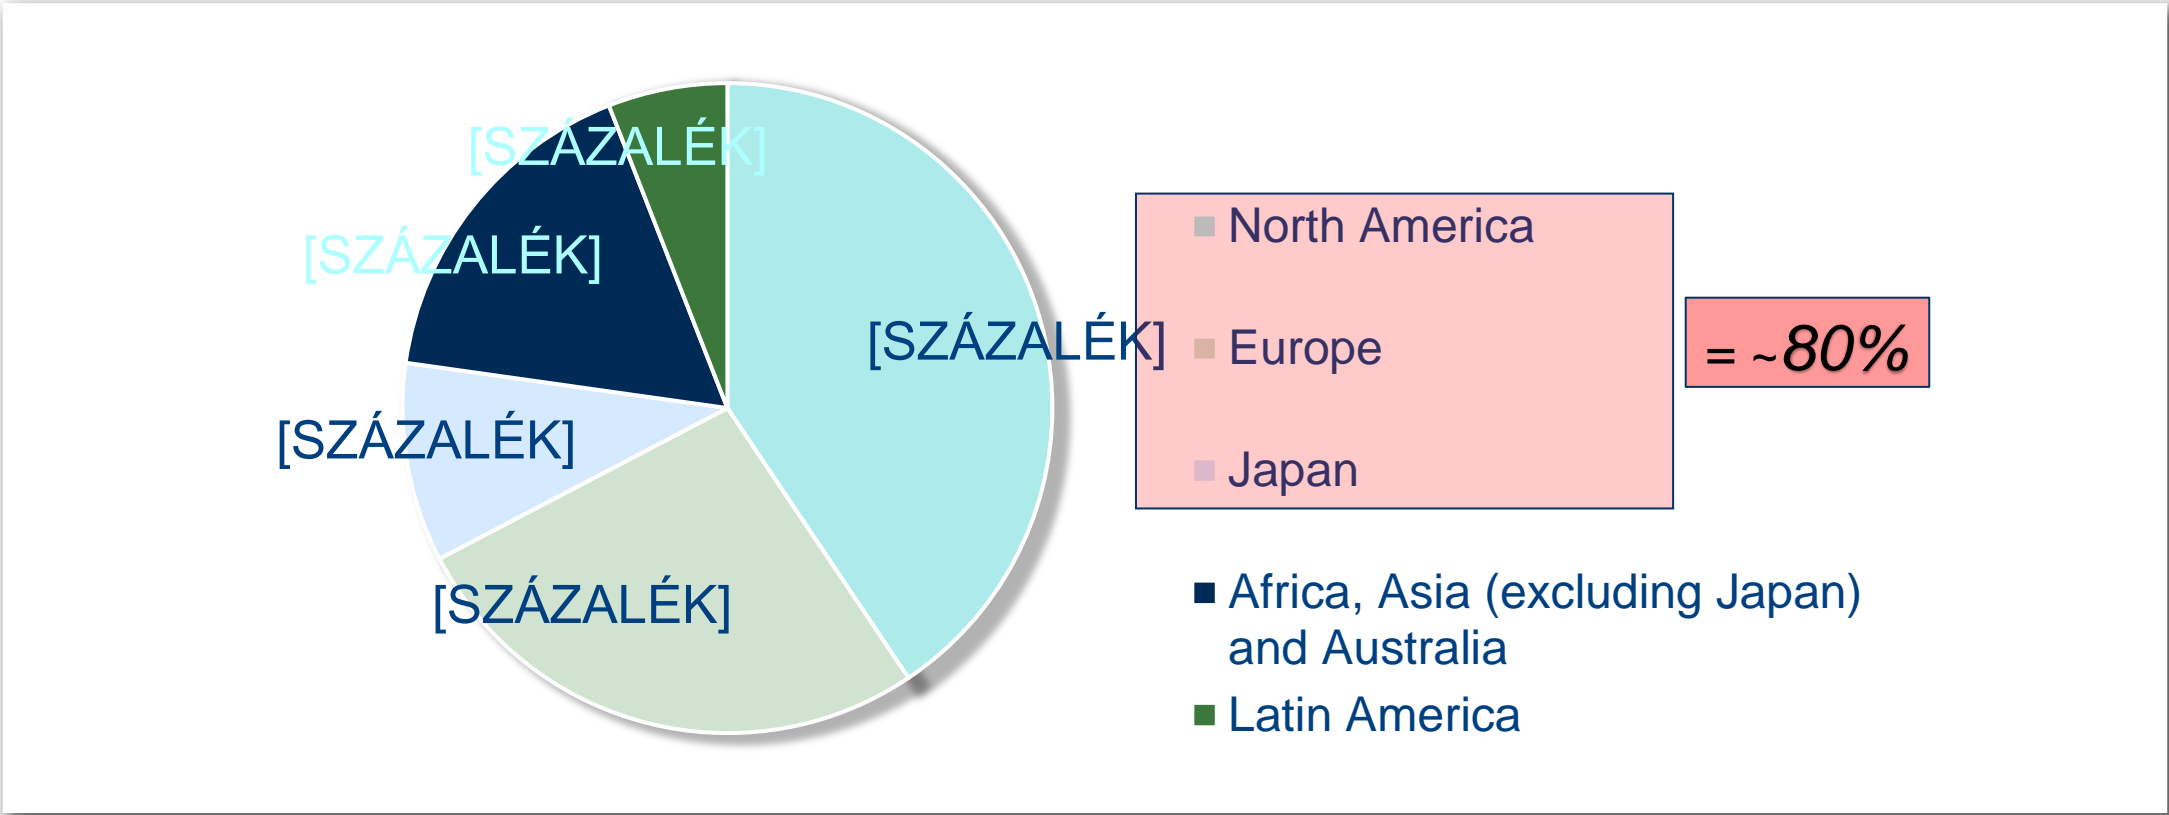 [SZÁZALÉK]
[SZÁZALÉK]
[SZÁZALÉK]
[SZÁZALÉK]
[SZÁZALÉK]
North America
Europe
Japan
= ~80%
Africa, Asia (excluding Japan)
and Australia
Latin America